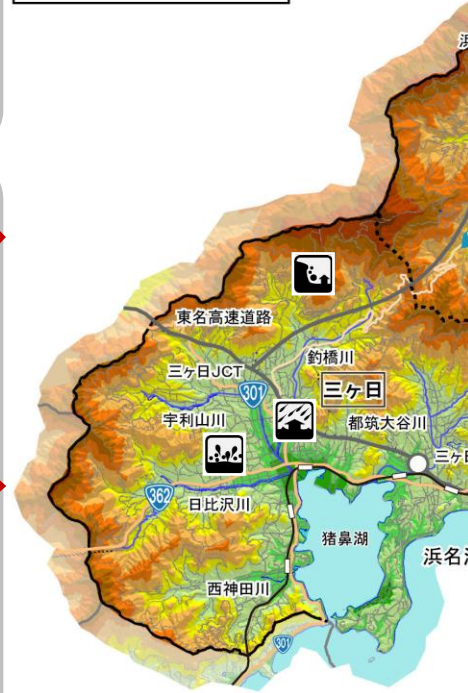 東名高速道路
三ヶ日JCT
釣橋川
301
三ヶ日
宇利山川
都筑大谷川
三ヶ
362
日比沢川
猪鼻湖
浜名
西神田川
301